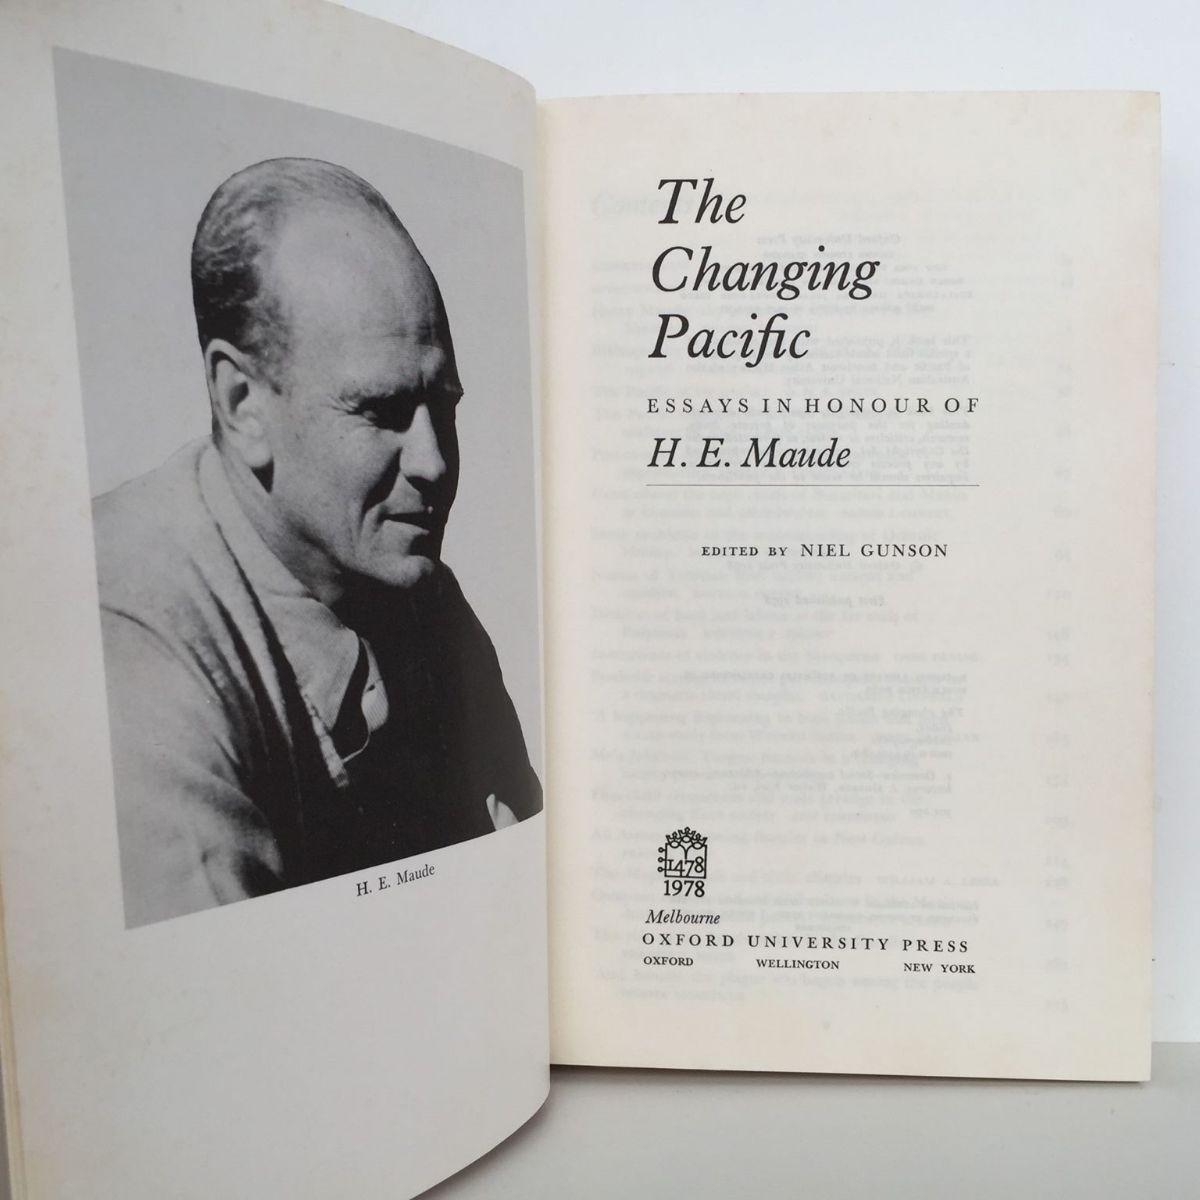 H. E. Maude
The
Changing
Pacific
ESSAYS IN HONOUR OF
H. E. Maude
EDITED BY NIEL GUNSON
1478
1978
Melbourne
OXFORD UNIVERSITY PRESS
OXFORD WELLINGTON NEW YORK